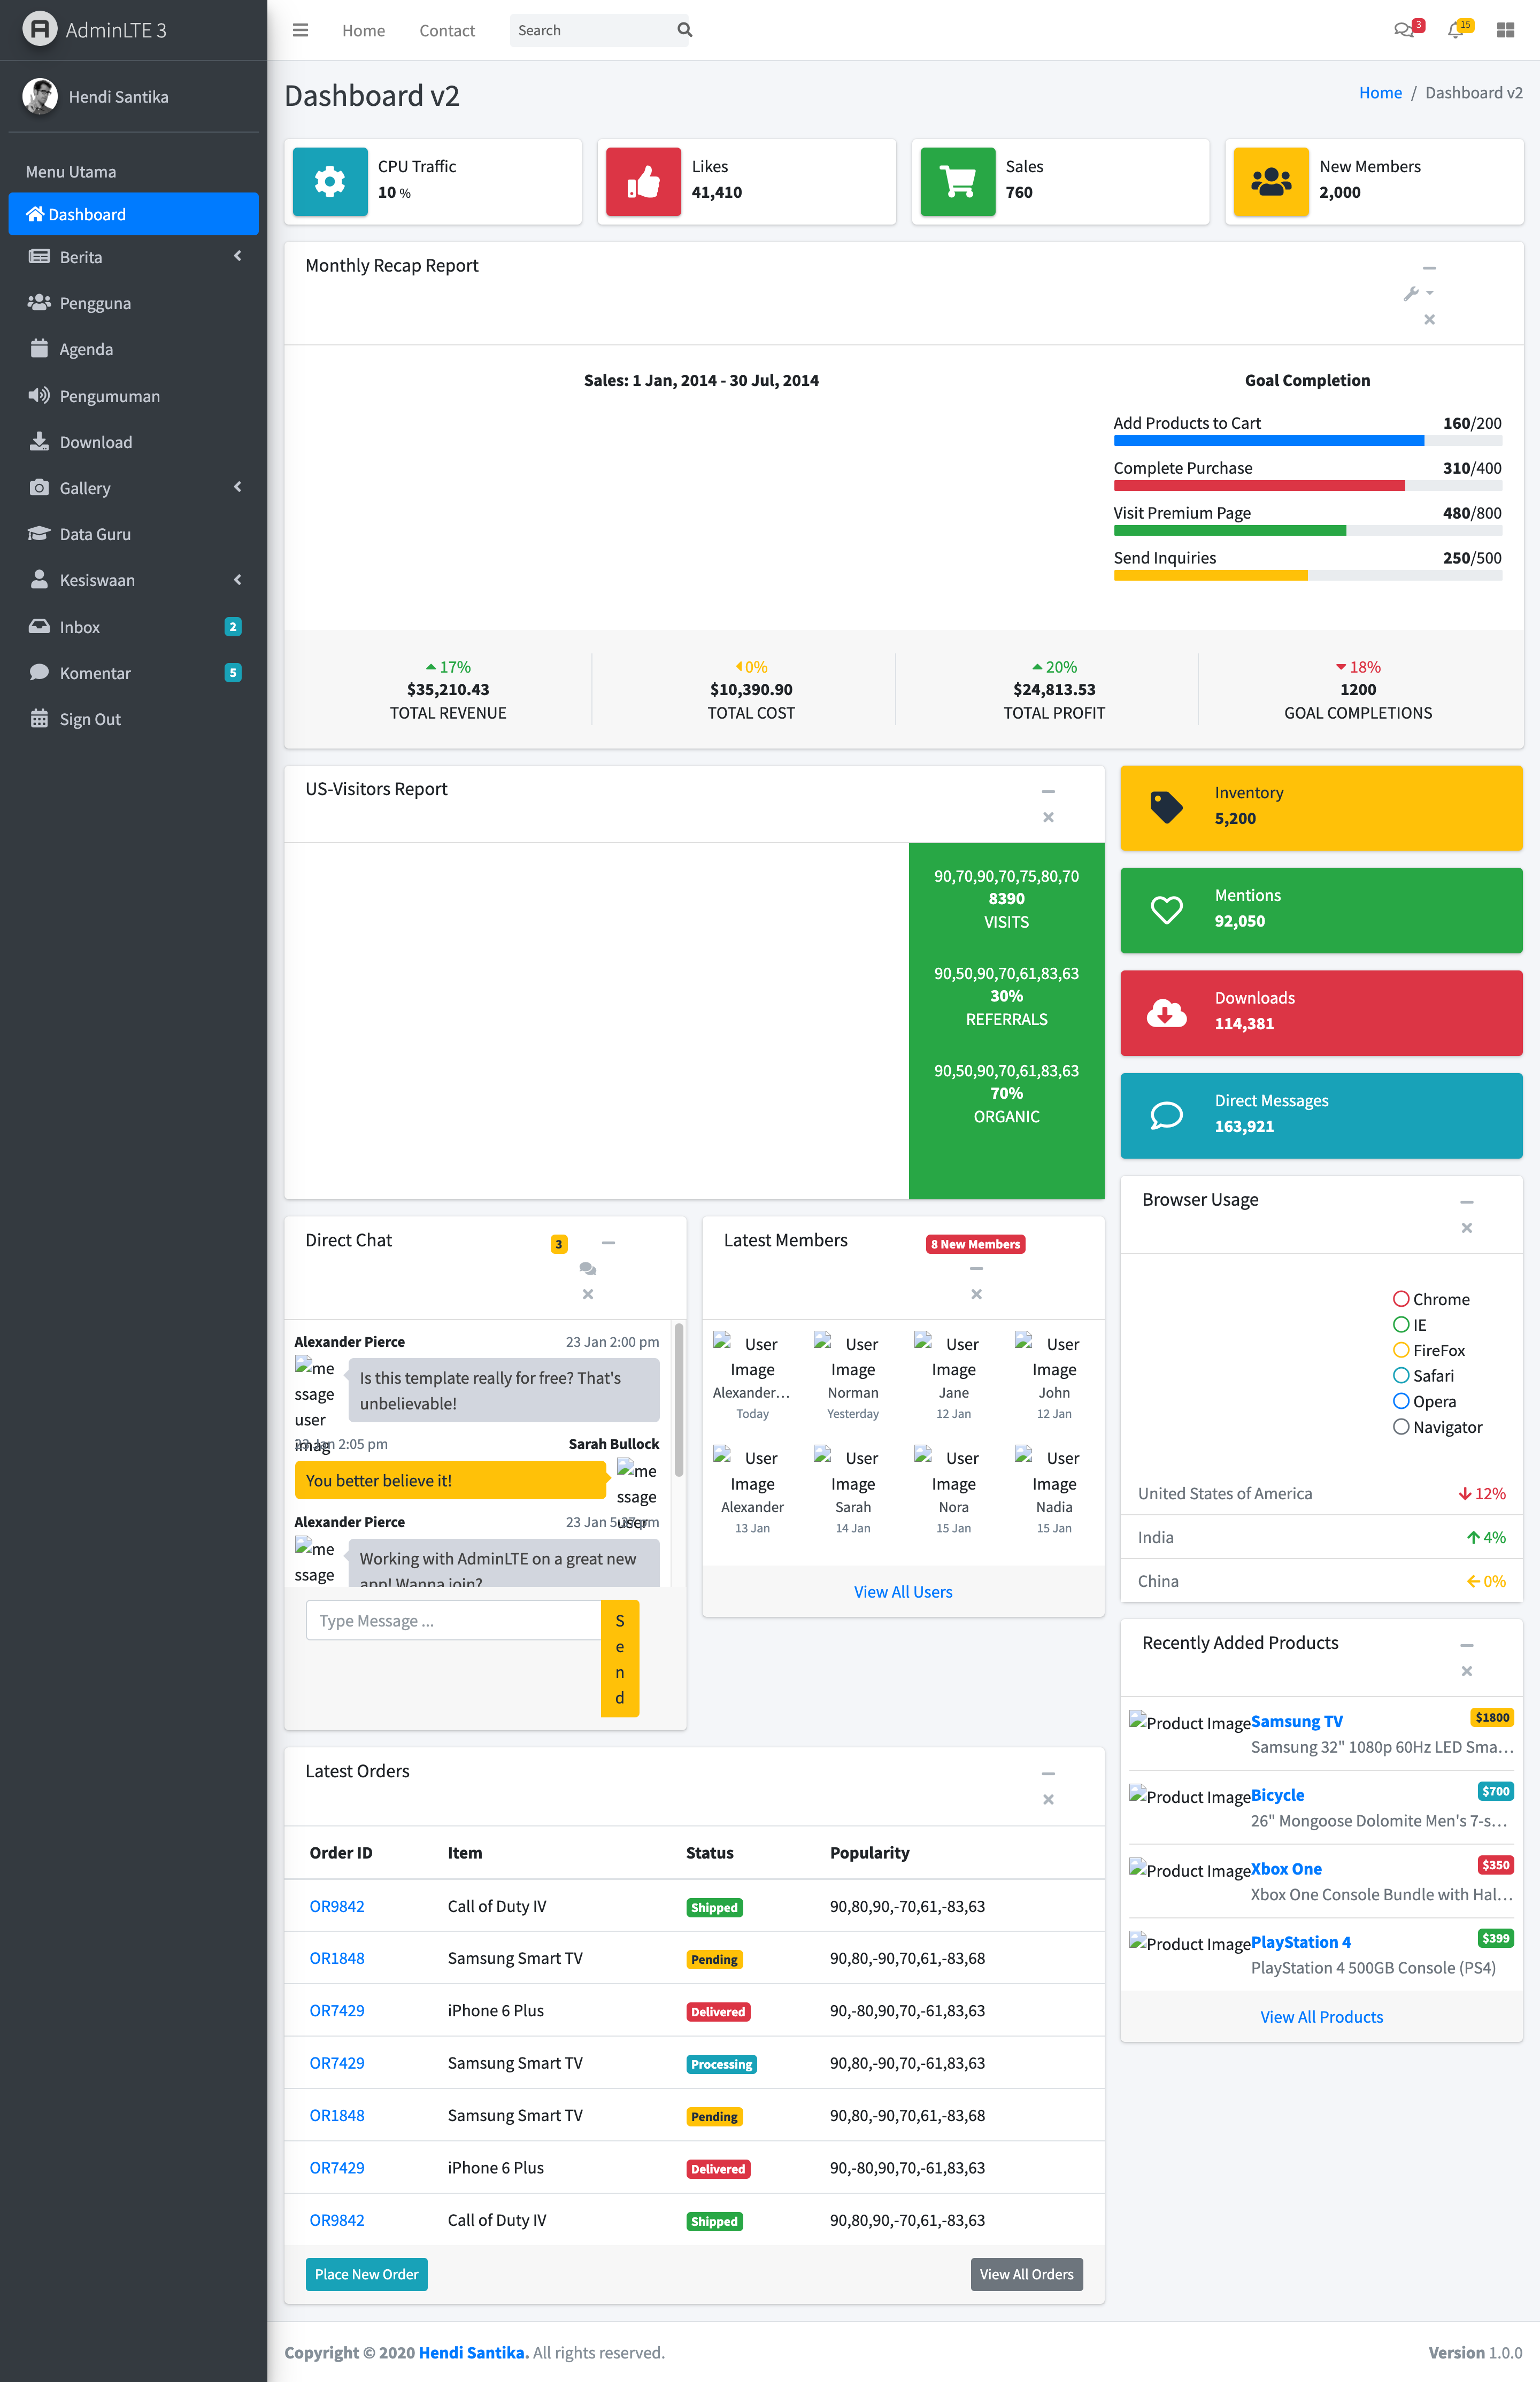 AdminLTE 3
Hendi Santika
Menu Utama
Dashboard
Berita
Pengguna
Agenda
Pengumuman
Download
Gallery
Data Guru
Kesiswaan
Inbox 2
Komentar 5
Sign Out
Home Contact Search 3 15
Dashboard v2
Home / Dashboard v2
CPU Traffic
10 %
Likes
41,410
Sales
760
New Members
2,000
Monthly Recap Report
Sales: 1 Jan, 2014 - 30 Jul, 2014
Goal Completion
Add Products to Cart 160/200
Complete Purchase 310/400
Visit Premium Page 480/800
Send Inquiries 250/500
17%
$35,210.43
TOTAL REVENUE
0%
$10,390.90
TOTAL COST
20%
$24,813.53
TOTAL PROFIT
18%
1200
GOAL COMPLETIONS
US-Visitors Report
90,70,90,70,75,80,70
8390
VISITS
90,50,90,70,61,83,63
30%
REFERRALS
90,50,90,70,61,83,63
70%
ORGANIC
Inventory
5,200
Mentions
92,050
Downloads
114,381
Direct Messages
163,921
Direct Chat 3
Alexander Pierce 23 Jan 2:00 pm
me
ssage
user
imag
Is this template really for free? That's
unbelievable!
23 Jan 2:05 pm Sarah Bullock
You better believe it!
me
ssage
user
Alexander Pierce 23 Jan 5:37 pm
me
ssage
Working with AdminLTE on a great new
app! Wanna join?
Type Message ...
S
e
n
d
Latest Members 8 New Members
User User User User
Image Image Image Image
Alexander… Norman Jane John
Today Yesterday 12 Jan 12 Jan
User User User User
Image Image Image Image
Alexander Sarah Nora Nadia
13 Jan 14 Jan 15 Jan 15 Jan
View All Users
Browser Usage
Chrome
IE
FireFox
Safari
Opera
Navigator
United States of America 12%
India 4%
China 0%
Recently Added Products
Product Image Samsung TV $1800
Samsung 32" 1080p 60Hz LED Sma…
Product Image Bicycle $700
26" Mongoose Dolomite Men's 7-s…
Product Image Xbox One $350
Xbox One Console Bundle with Hal…
Product Image PlayStation 4 $399
PlayStation 4 500GB Console (PS4)
View All Products
Latest Orders
Order ID Item Status Popularity
OR9842 Call of Duty IV Shipped 90,80,90,-70,61,-83,63
OR1848 Samsung Smart TV Pending 90,80,-90,70,61,-83,68
OR7429 iPhone 6 Plus Delivered 90,-80,90,70,-61,83,63
OR7429 Samsung Smart TV Processing 90,80,-90,70,-61,83,63
OR1848 Samsung Smart TV Pending 90,80,-90,70,61,-83,68
OR7429 iPhone 6 Plus Delivered 90,-80,90,70,-61,83,63
OR9842 Call of Duty IV Shipped 90,80,90,-70,61,-83,63
Place New Order View All Orders
Copyright © 2020 Hendi Santika. All rights reserved.
Version 1.0.0